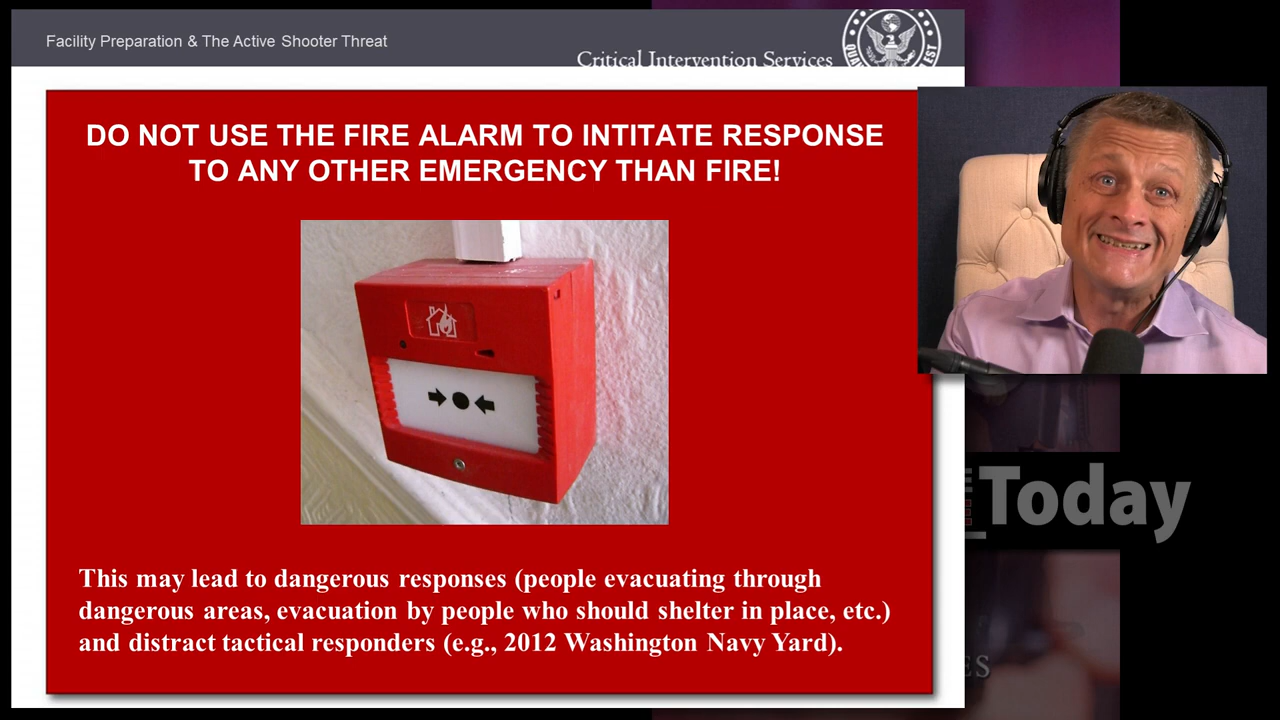 Facility Preparation & The Active Shooter Threat
Critical Intervention Services
DO NOT USE THE FIRE ALARM TO INTITATE RESPONSE
TO ANY OTHER EMERGENCY THAN FIRE!
This may lead to dangerous responses (people evacuating through
dangerous areas, evacuation by people who should shelter in place, etc.)
and distract tactical responders (e.g., 2012 Washington Navy Yard).
Today